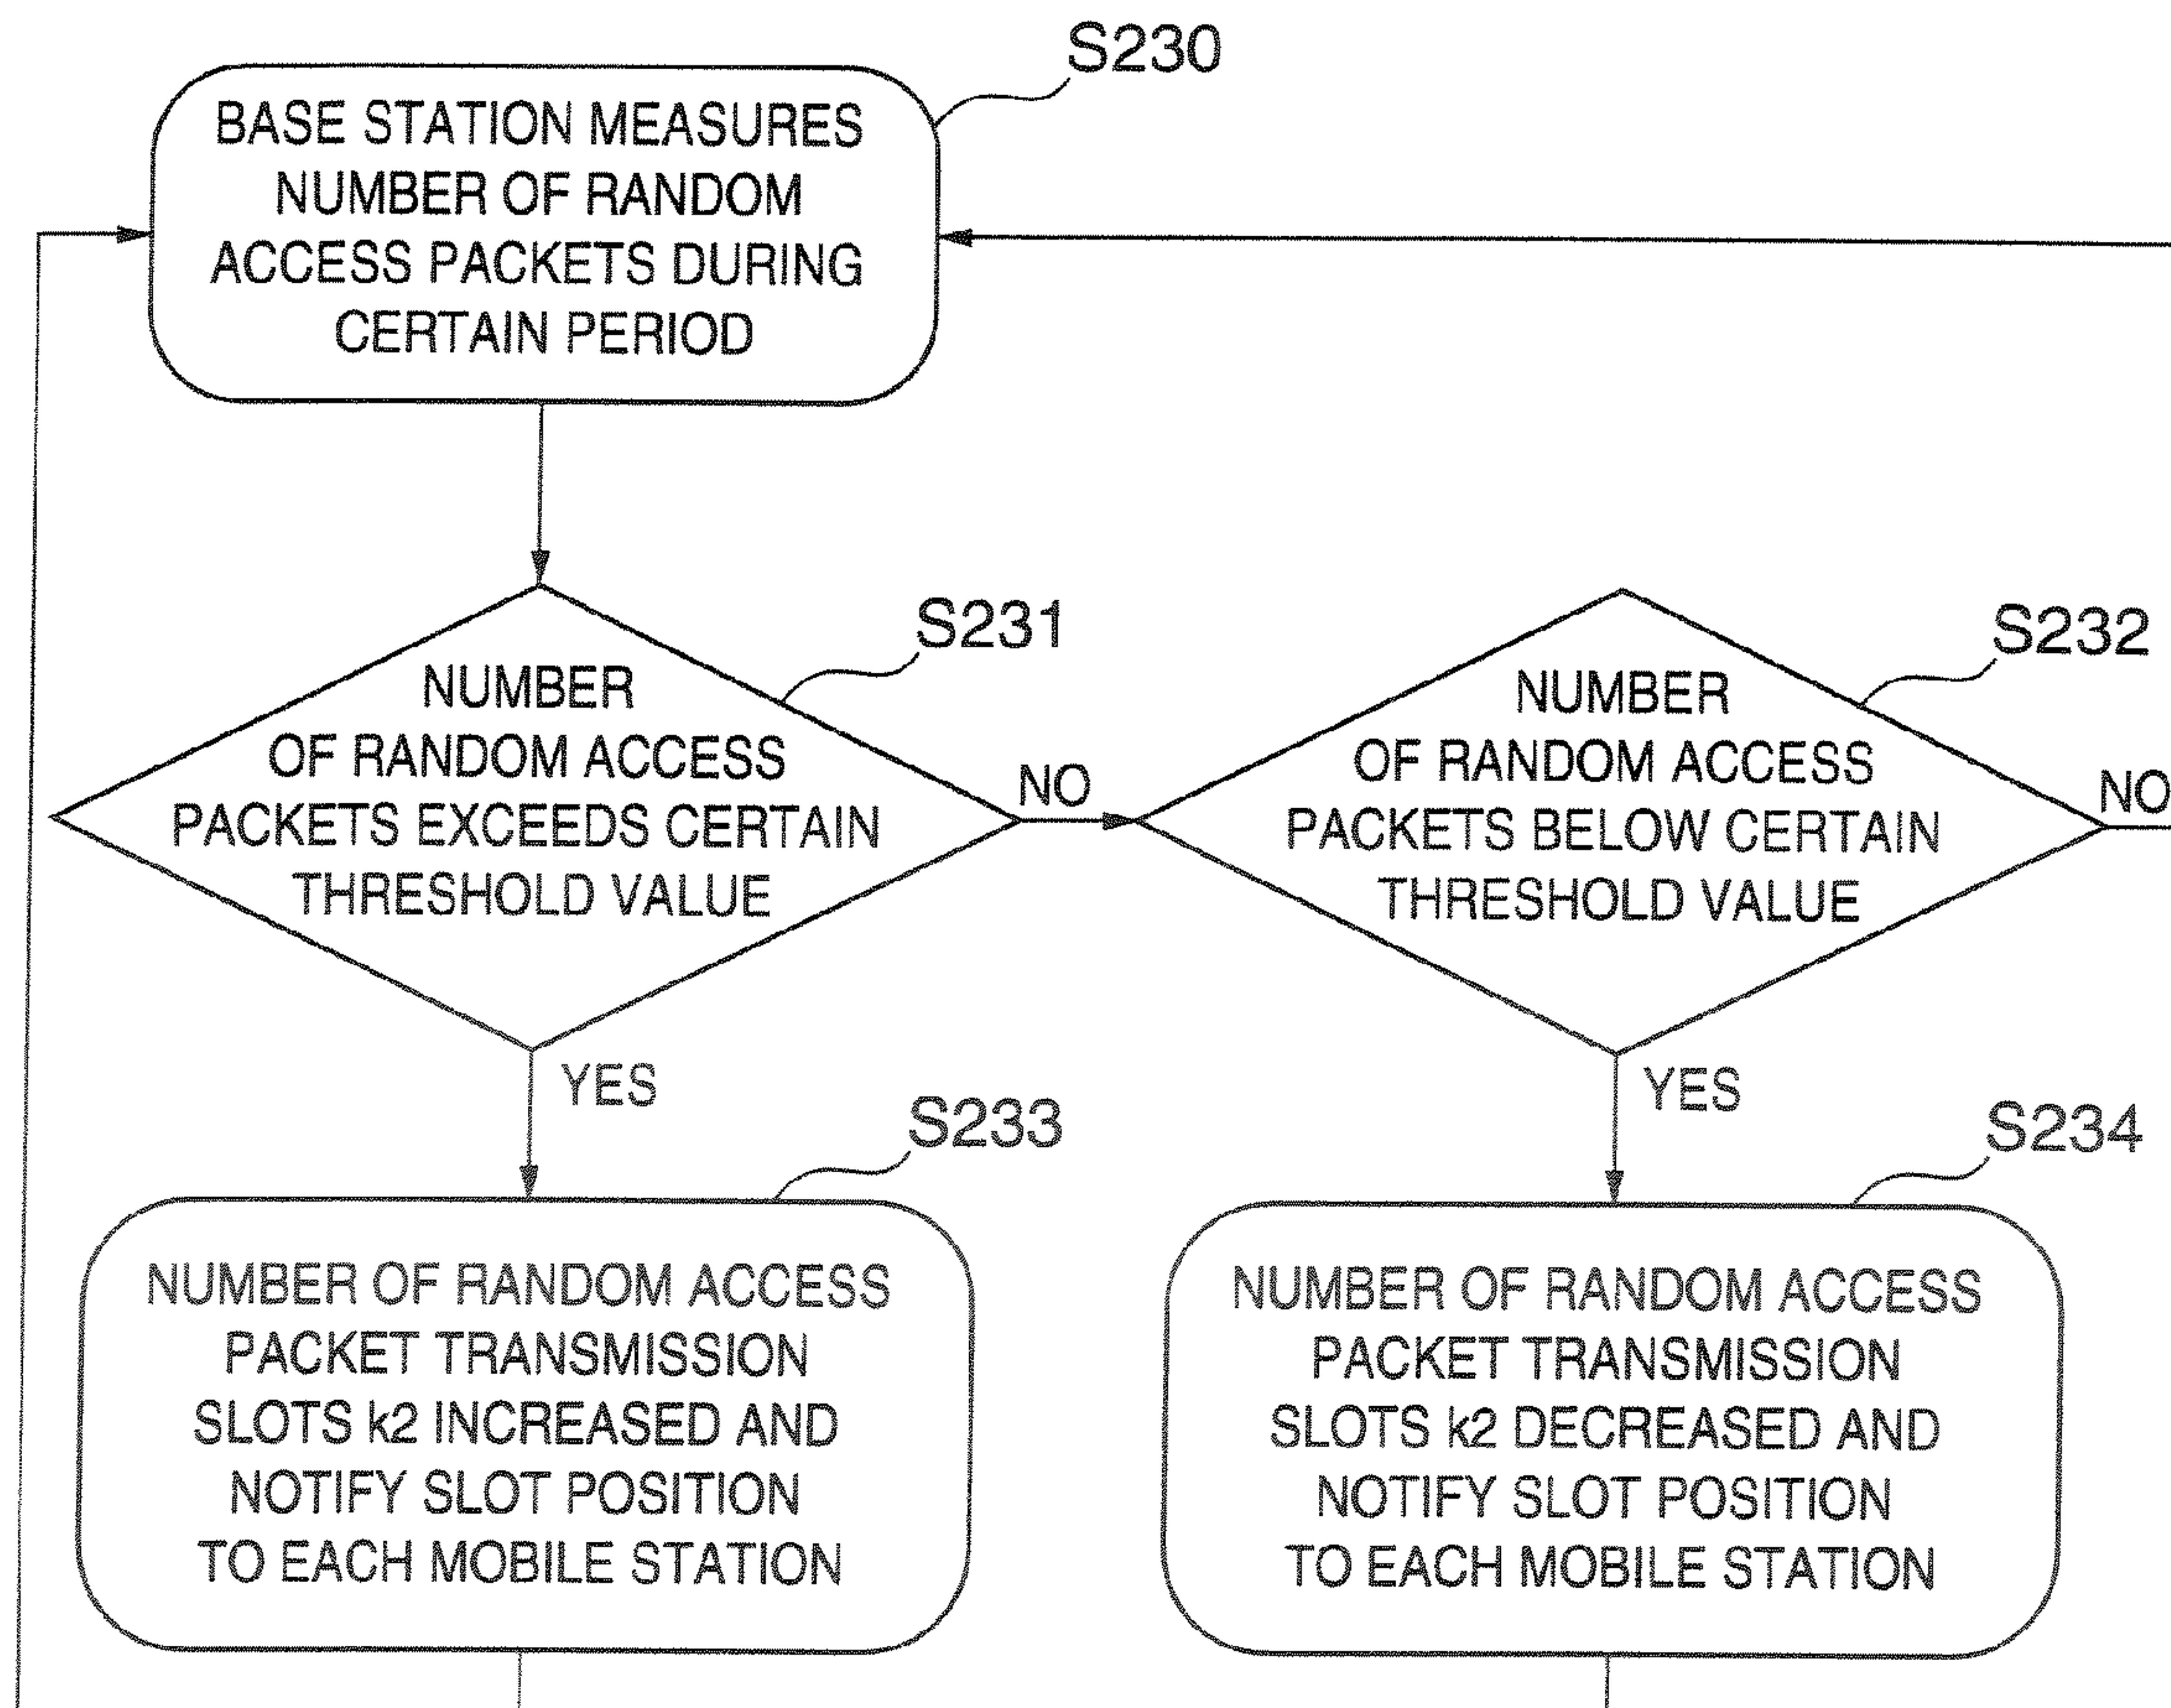 S230
BASE STATION MEASURES
NUMBER OF RANDOM
ACCESS PACKETS DURING
CERTAIN PERIOD
S231
NUMBER
OF RANDOM ACCESS
PACKETS EXCEEDS CERTAIN
THRESHOLD VALUE
NO
YES
S232
NUMBER
OF RANDOM ACCESS
PACKETS BELOW CERTAIN
THRESHOLD VALUE
NO
YES
S233
NUMBER OF RANDOM ACCESS
PACKET TRANSMISSION
SLOTS k2 INCREASED AND
NOTIFY SLOT POSITION
TO EACH MOBILE STATION
S234
NUMBER OF RANDOM ACCESS
PACKET TRANSMISSION
SLOTS k2 DECREASED AND
NOTIFY SLOT POSITION
TO EACH MOBILE STATION